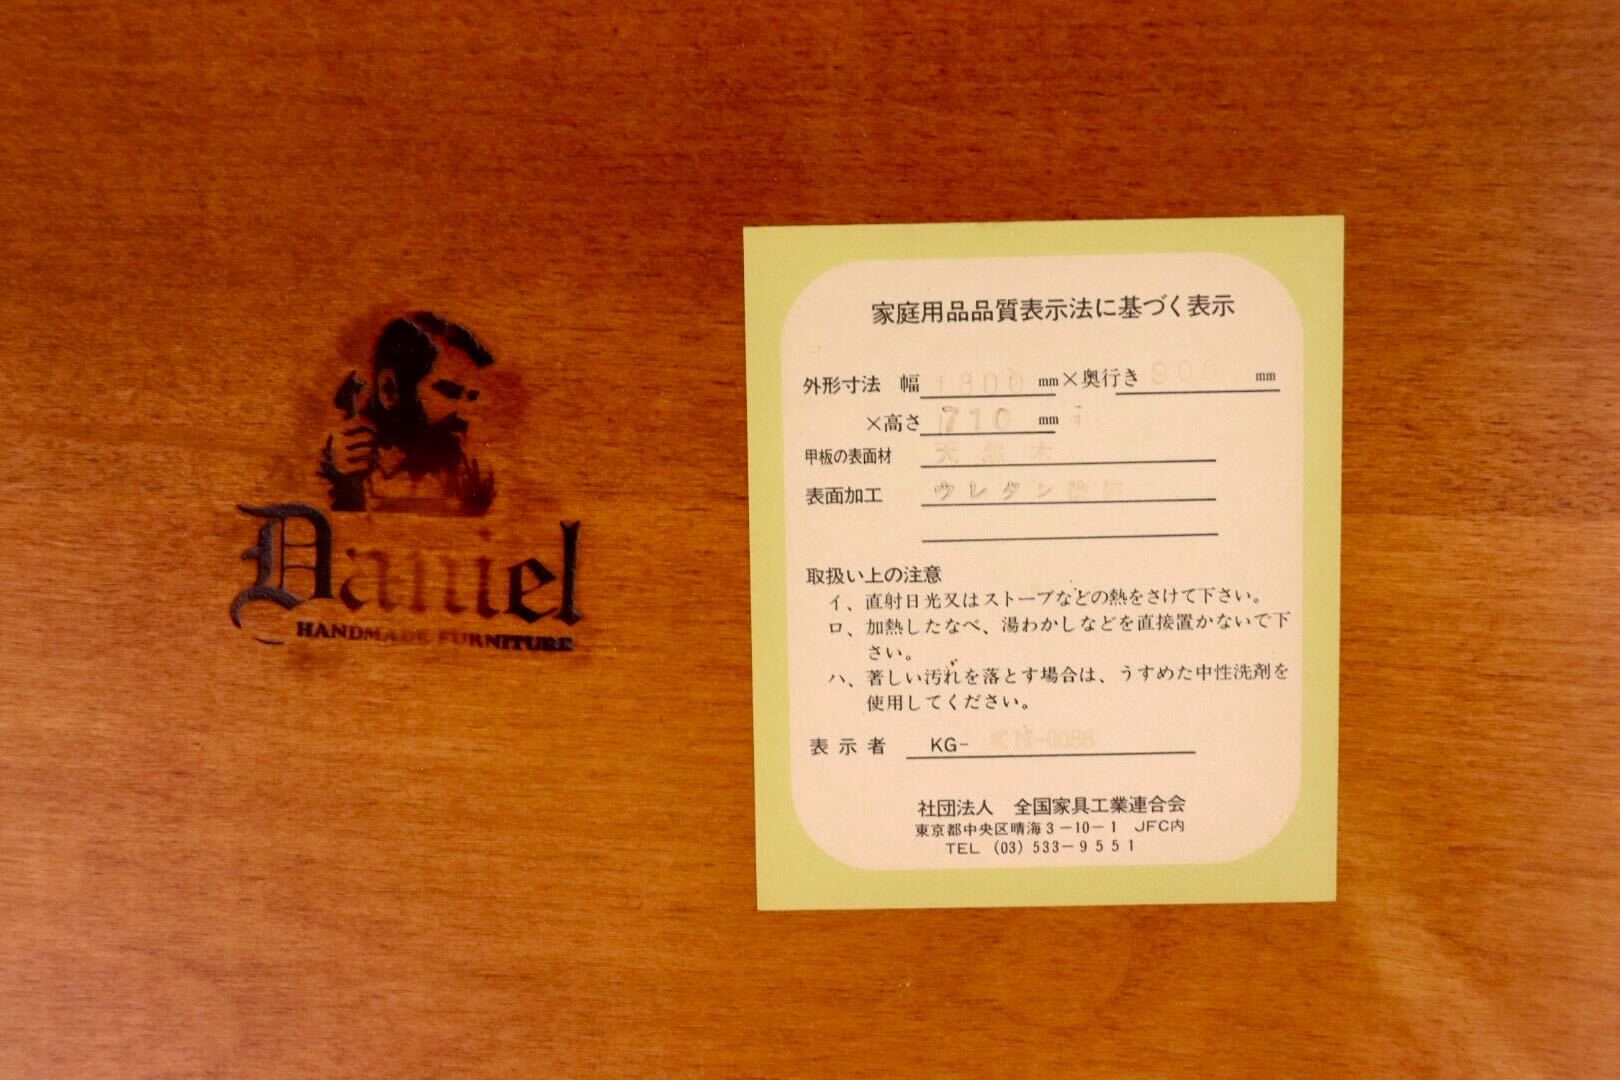 Daniel
HANDMADE FURNITURE
家庭用品品質表示法に基づく表示
外形寸法 幅 1800 mm×奥行き 900 mm
×高さ 710 mm
甲板の表面材 天然木
表面加工 ウレタン塗装
取扱い上の注意
イ、直射日光又はストーブなどの熱をさけて下さい。
ロ、加熱したなべ、湯わかしなどを直接置かないで下
さい。
ハ、著しい汚れを落とす場合は、うすめた中性洗剤を
使用してください。
表示者 KG-
社団法人 全国家具工業連合会
東京都中央区晴海3-10-1 JFC内
TEL (03) 533-9551